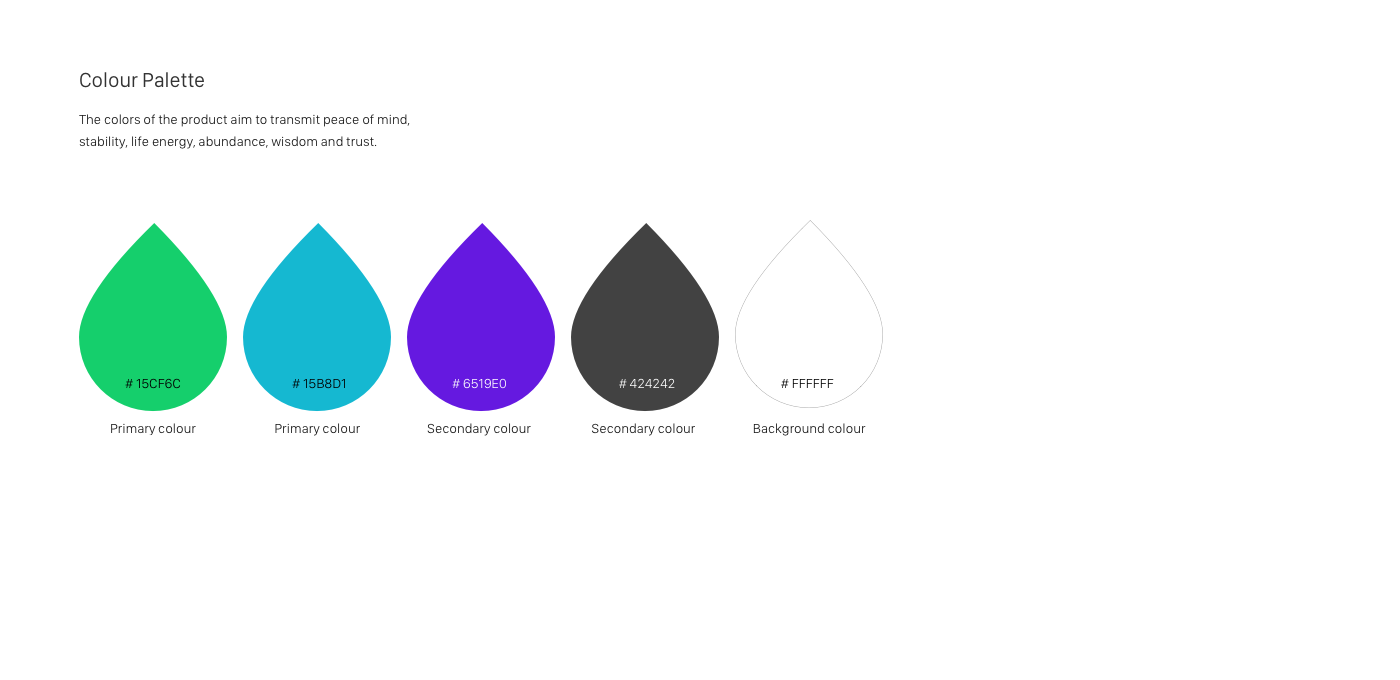 Colour Palette
The colors of the product aim to transmit peace of mind,
stability, life energy, abundance, wisdom and trust.
# 15CF6C
# 15B8D1
# 6519E0
# 424242
# FFFFFF
Primary colour
Primary colour
Secondary colour
Secondary colour
Background colour